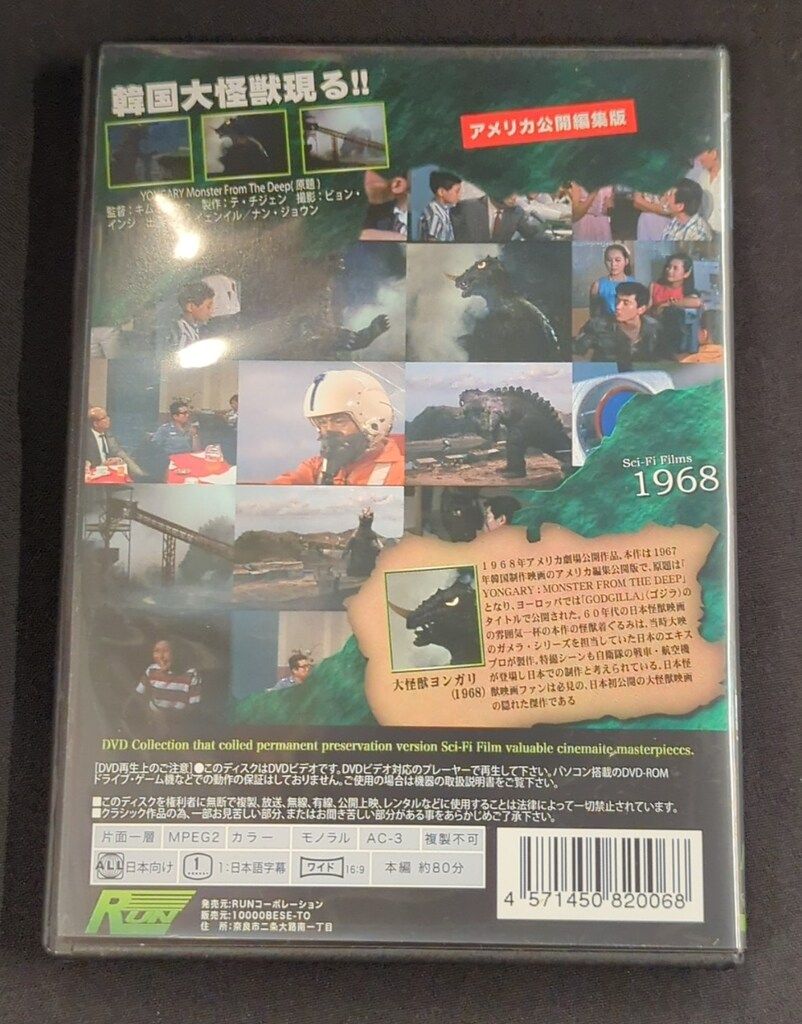 韓国大怪獣現る!!
アメリカ公開編集版
YONGARY Monster From The Deep(原題)
監督:キム 製作:テ・チジェン 撮影:ビョン・
インジ 出 イェンイル/ナン・ジョウン
Sci-Fi Films
1968
1968年アメリカ劇場公開作品。本作は1967
年韓国制作映画のアメリカ編集公開版で、原題は「
YONGARY:MONSTER FROM THE DEEP」
となり、ヨーロッパでは「GODGILLA」(ゴジラ)の
タイトルで公開された。60年代の日本怪獣映画
の雰囲気一杯の本作の怪獣着ぐるみは、当時大映
のガメラ・シリーズを担当していた日本のエキス
プロが製作。特撮シーンも自衛隊の戦車・航空機
が登場し日本での制作と考えられている。日本怪
獣映画ファンは必見の、日本初公開の大怪獣映画
の隠れた傑作である
大怪獣ヨンガリ
(1968)
DVD Collection that colled permanent preservation version Sci-Fi Film valuable cinemaite,masterpieces.
[DVD再生上のご注意]●このディスクはDVDビデオです。DVDビデオ対応のプレーヤーで再生して下さい。パソコン搭載のDVD-ROM
ドライブ・ゲーム機などでの動作の保証はしておりません。ご使用の場合は機器の取扱説明書をご覧下さい。
■このディスクを権利者に無断で複製、放送、無線、有線、公開上映、レンタルなどに使用することは法律によって一切禁止されています。
■クラシック作品の為、一部お見苦しい部分、またはお聞き苦しい部分がある事をあらかじめご了承下さい。
片面一層 MPEG2 カラー モノラル AC-3 複製不可
ALL 日本向け 1 1:日本語字幕 ワイド 16:9 本編 約80分
RUN
発売元:RUNコーポレーション
販売元:10000BESE-TO
住 所:奈良市二条大路南一丁目
4 571450 820068